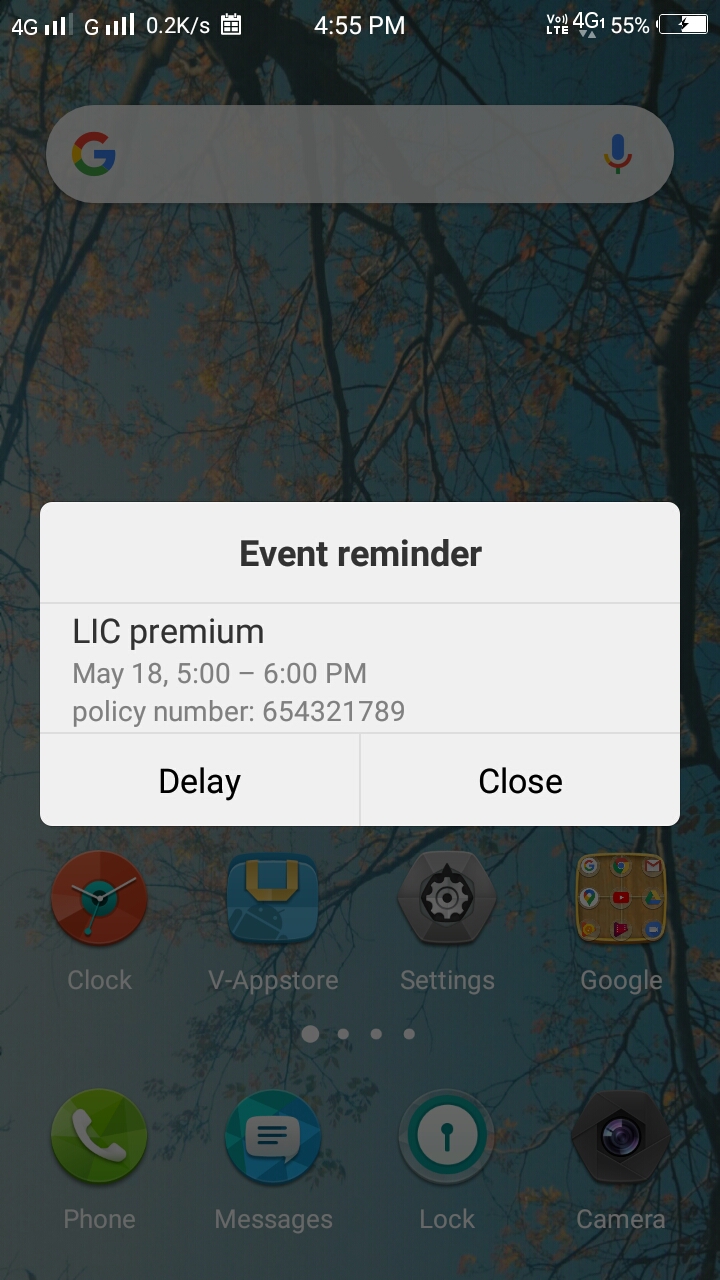 4G G 0.2K/s 4:55 PM Vo) LTE 4G1 55%
Event reminder
LIC premium
May 18, 5:00 – 6:00 PM
policy number: 654321789
Delay Close
Clock V-Appstore Settings Google
Phone Messages Lock Camera